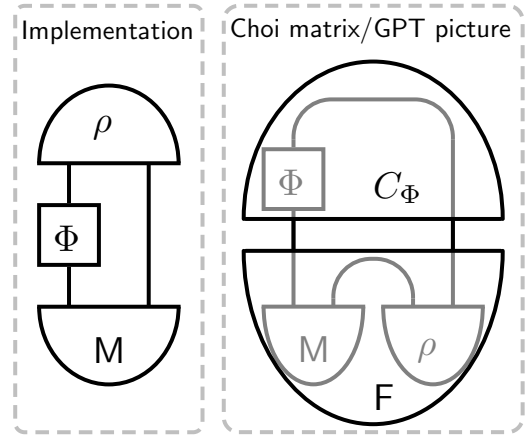 Implementation
ρ
Φ
M
Choi matrix/GPT picture
Φ
C_Φ
M
ρ
F